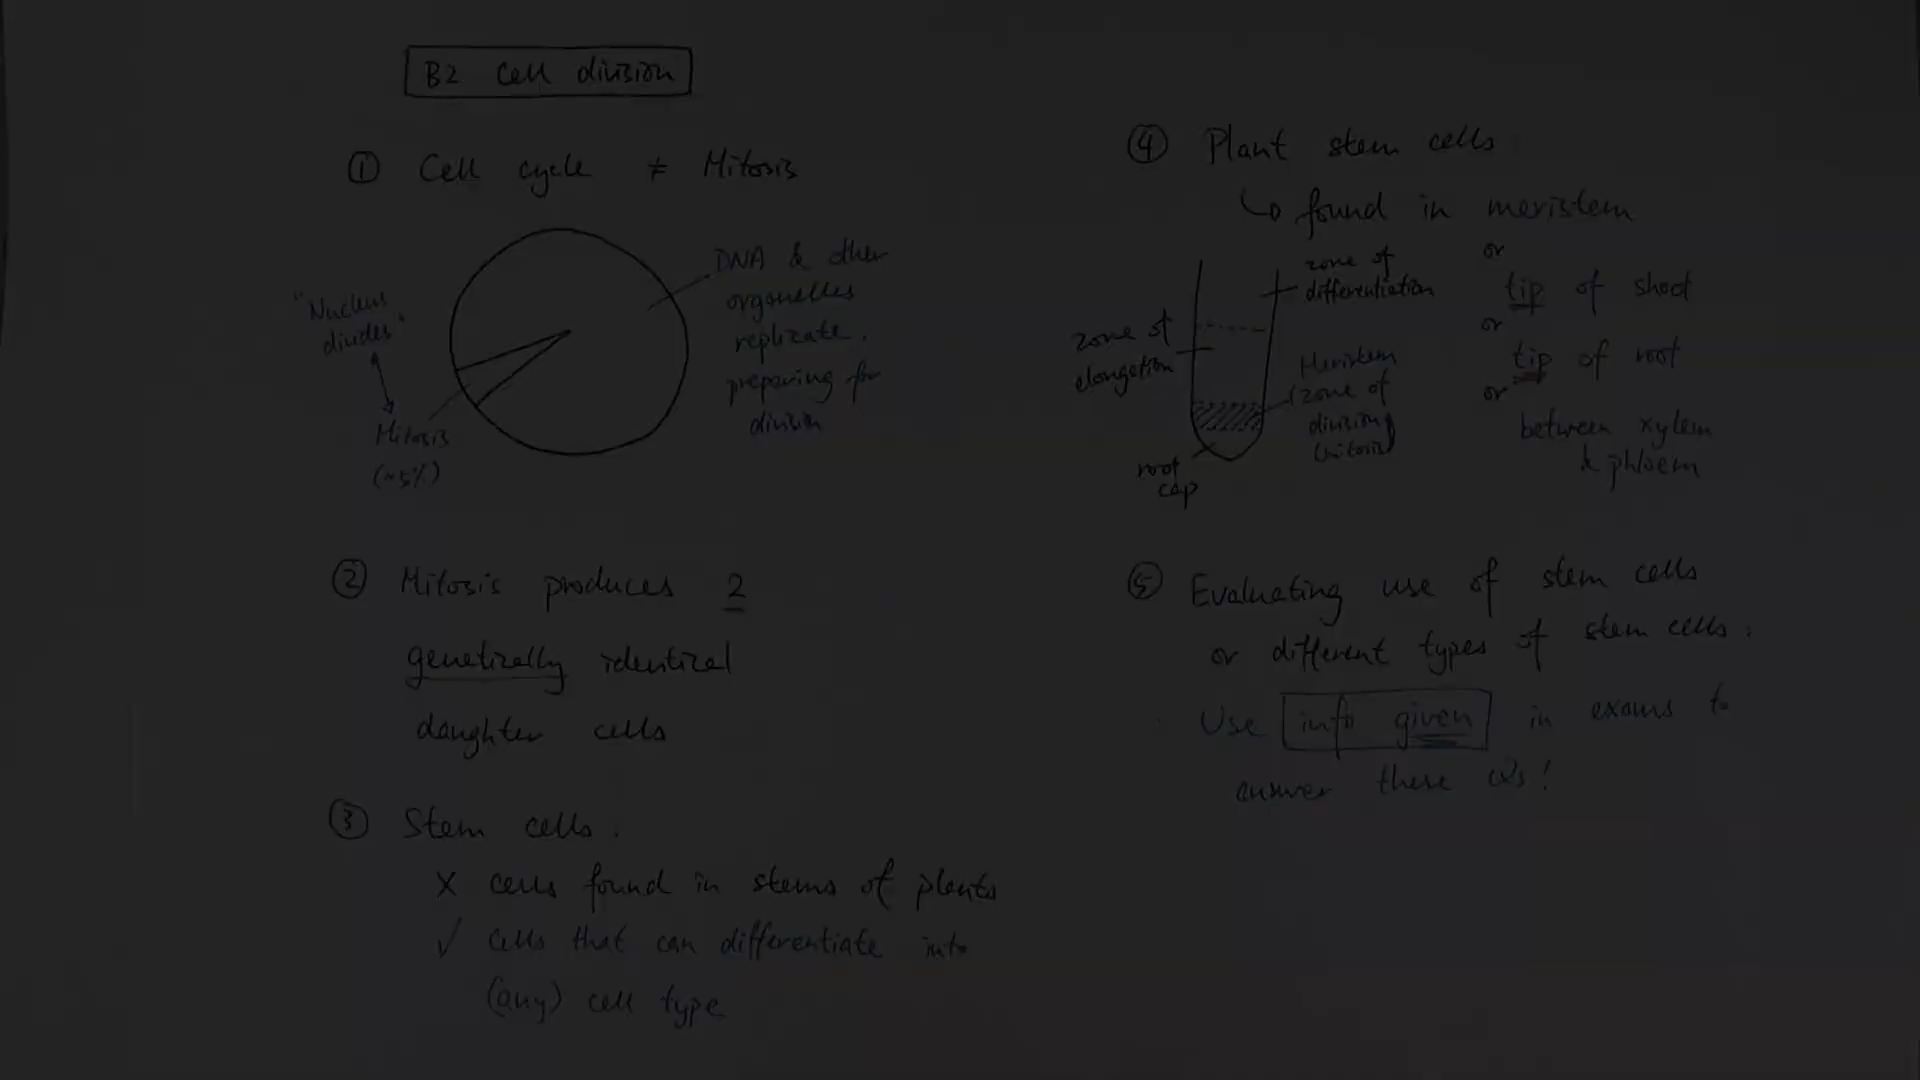 B2 Cell division
① Cell cycle ≠ Mitosis
"Nucleus
divides"
Mitosis
(~5%)
DNA & other
organelles
replicate,
preparing for
division
② Mitosis produces 2
genetically identical
daughter cells
③ Stem cells.
X cells found in stems of plants
✓ cells that can differentiate into
(any) cell type
④ Plant stem cells
↳ found in meristem
or
tip of shoot
or
tip of root
or
between xylem
& phloem
zone of
differentiation
zone of
elongation
Meristem
(zone of
division
(mitosis)
root
cap
⑤ Evaluating use of stem cells
or different types of stem cells.
Use info given in exams to
answer these Qs!